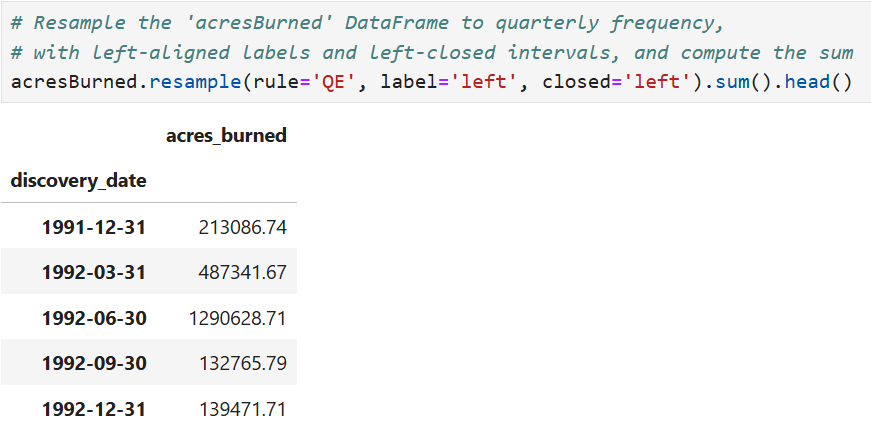 # Resample the 'acresBurned' DataFrame to quarterly frequency,
# with left-aligned labels and left-closed intervals, and compute the sum
acresBurned.resample(rule='QE', label='left', closed='left').sum().head()
acres_burned
discovery_date
1991-12-31 213086.74
1992-03-31 487341.67
1992-06-30 1290628.71
1992-09-30 132765.79
1992-12-31 139471.71